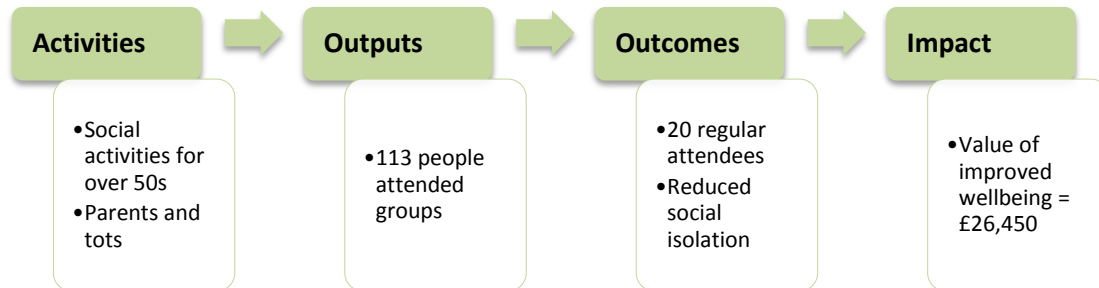 Activities
•Social
activities for
over 50s
•Parents and
tots
Outputs
•113 people
attended
groups
Outcomes
•20 regular
attendees
•Reduced
social
isolation
Impact
•Value of
improved
wellbeing =
£26,450